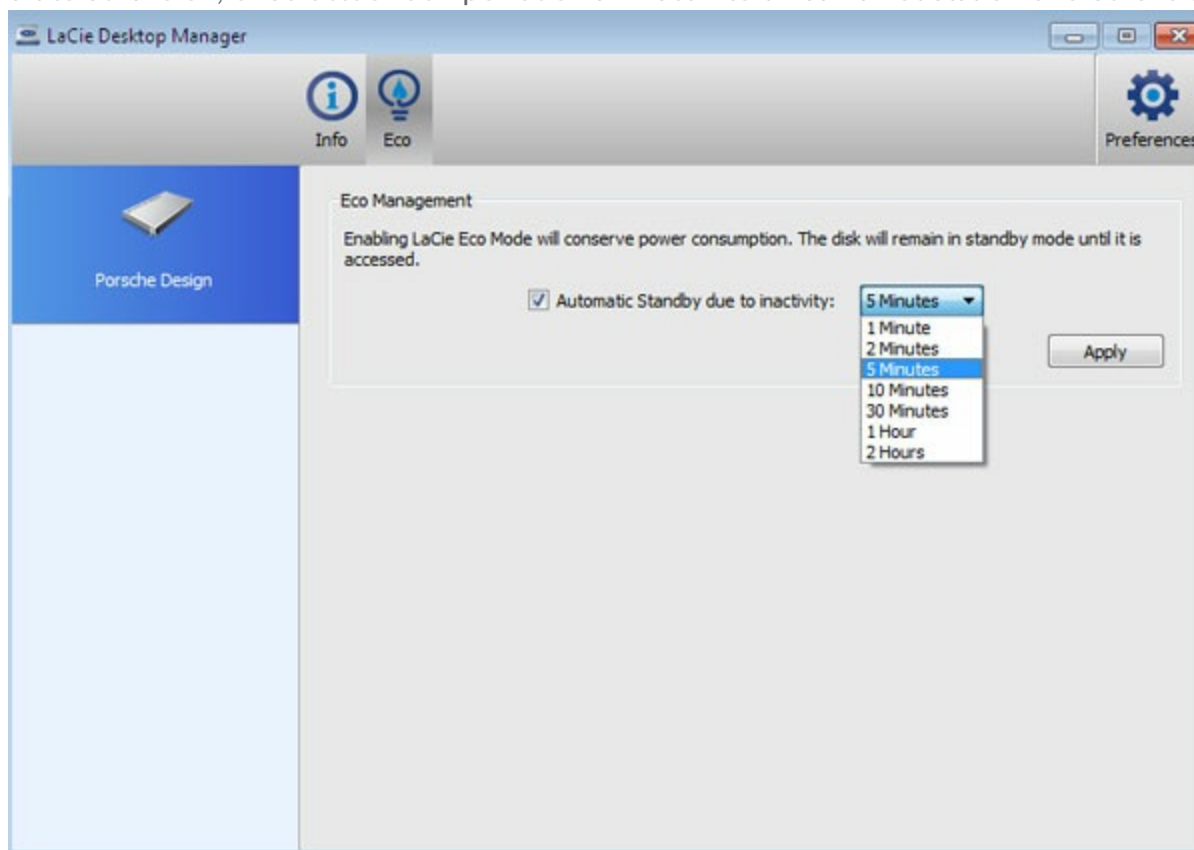 LaCie Desktop Manager
Info
Eco
Preferences
Porsche Design
Eco Management
Enabling LaCie Eco Mode will conserve power consumption. The disk will remain in standby mode until it is
accessed.
Automatic Standby due to inactivity:
5 Minutes
1 Minute
2 Minutes
5 Minutes
10 Minutes
30 Minutes
1 Hour
2 Hours
Apply